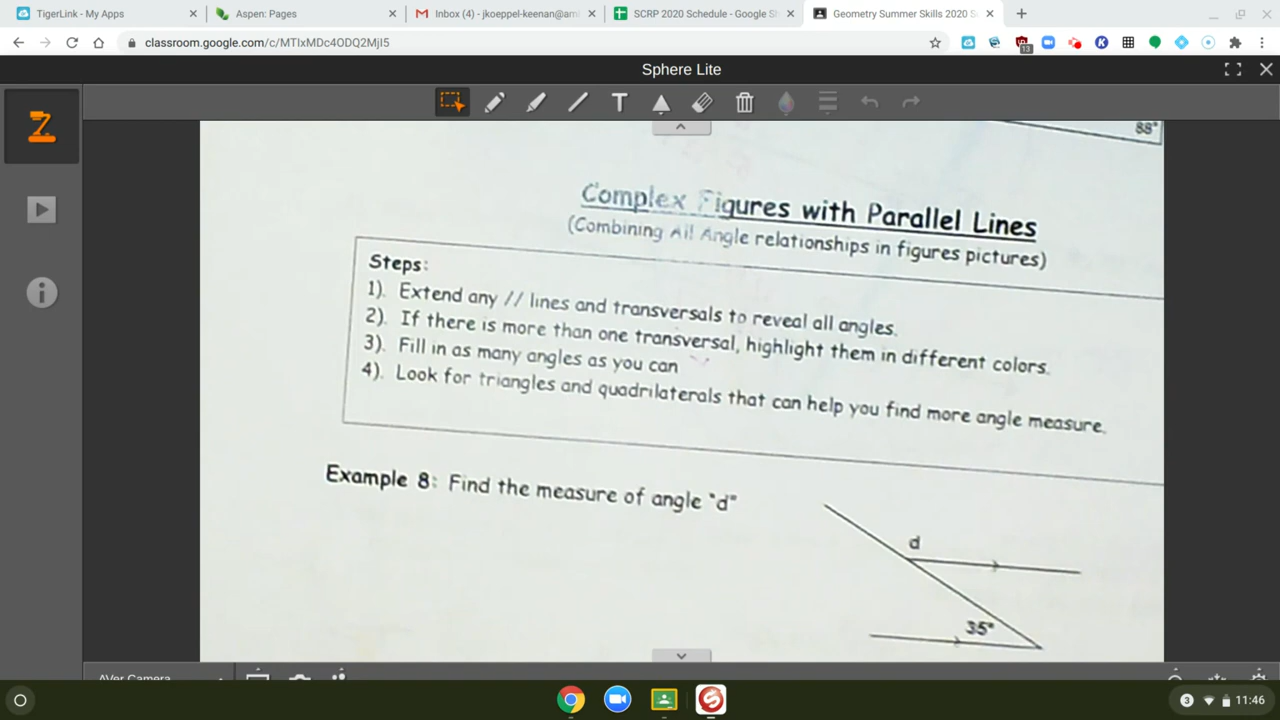 TigerLink - My Apps
Aspen: Pages
Inbox (4) - jkoeppel-keenan@am
SCRP 2020 Schedule - Google Sh
Geometry Summer Skills 2020 S
classroom.google.com/c/MTIxMDc4ODQ2MjI5
13
K
Sphere Lite
T
88°
Complex Figures with Parallel Lines
(Combining All Angle relationships in figures pictures)
Steps:
1). Extend any // lines and transversals to reveal all angles.
2). If there is more than one transversal, highlight them in different colors.
3). Fill in as many angles as you can
4). Look for triangles and quadrilaterals that can help you find more angle measure.
Example 8: Find the measure of angle "d"
d
35°
AVer Camera
3
11:46